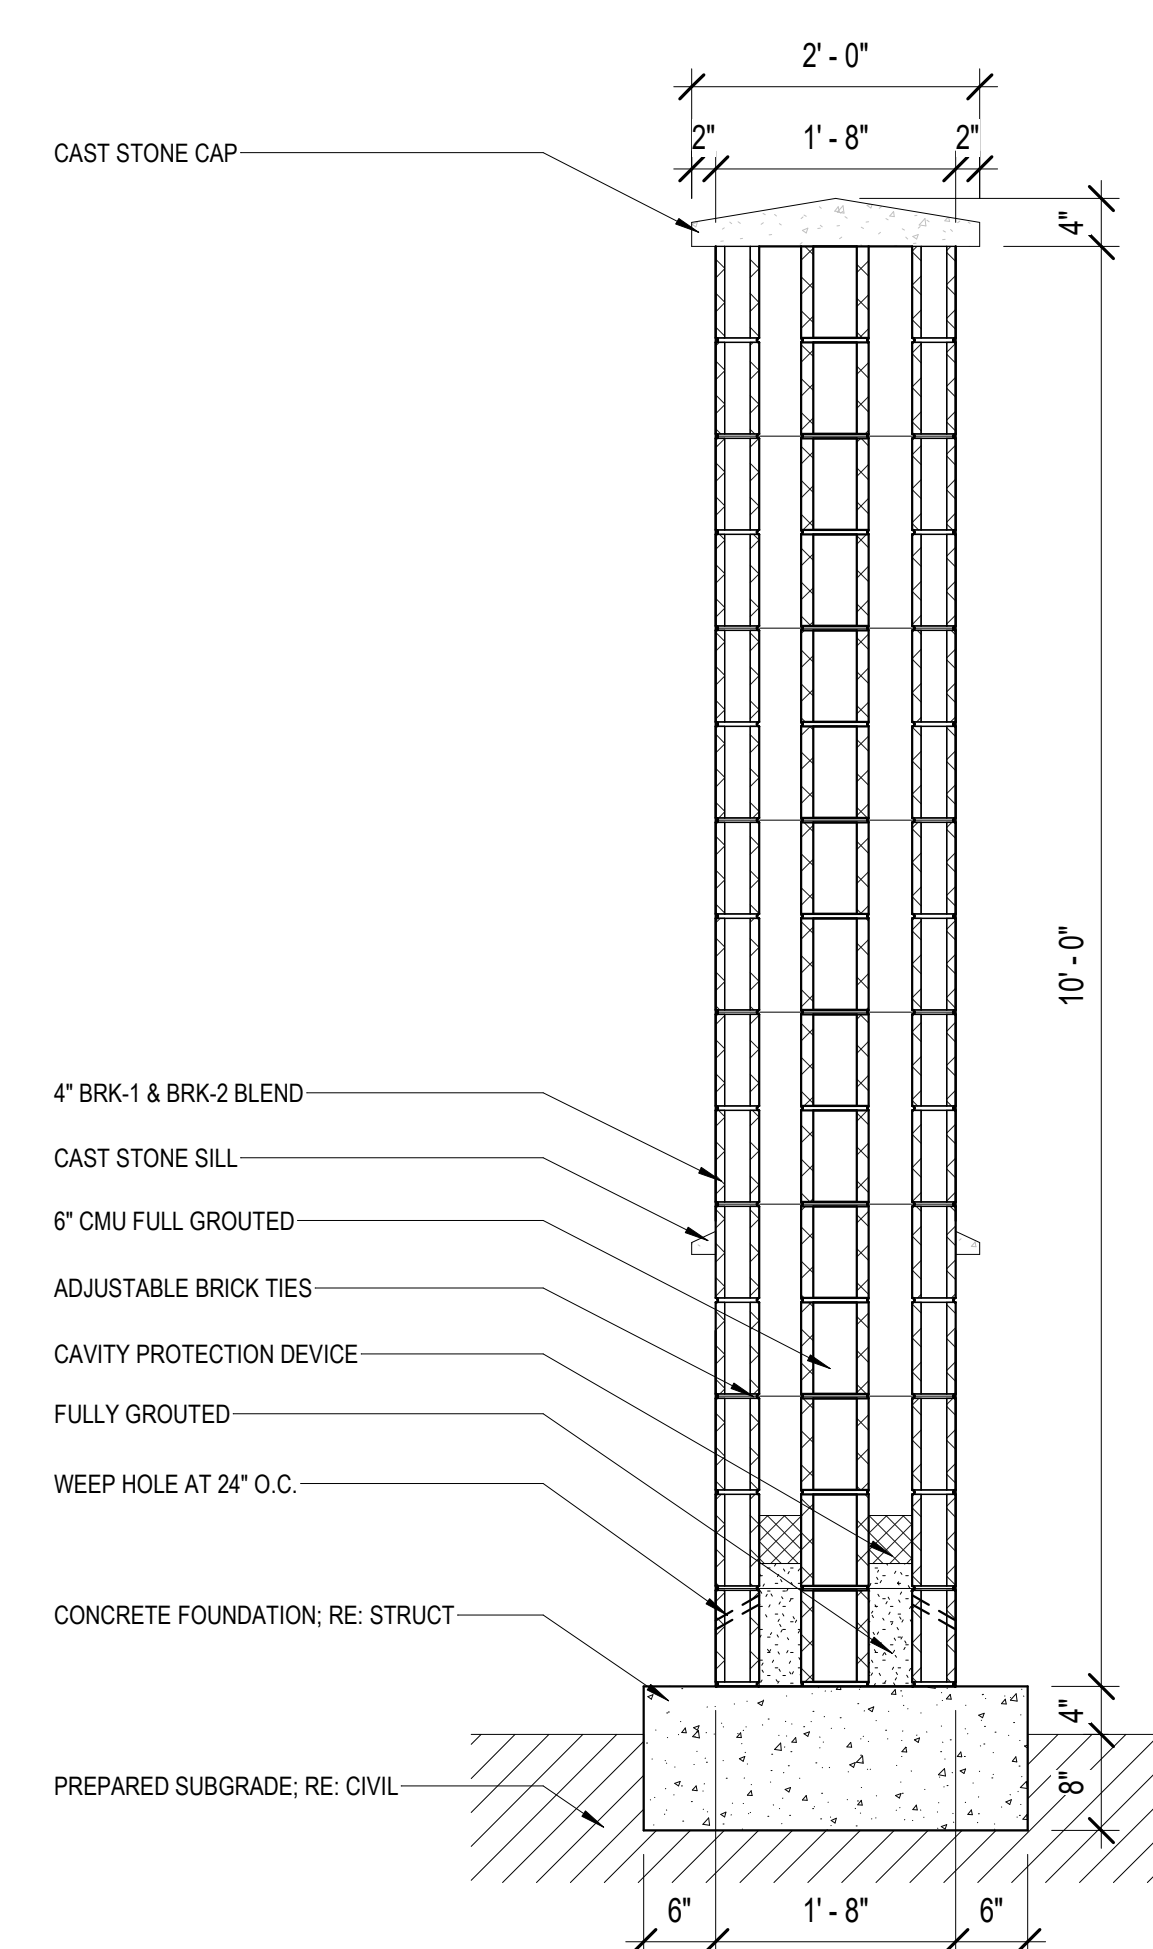 2' - 0"
2" 1' - 8" 2"
CAST STONE CAP
4"
10' - 0"
4" BRK-1 & BRK-2 BLEND
CAST STONE SILL
6" CMU FULL GROUTED
ADJUSTABLE BRICK TIES
CAVITY PROTECTION DEVICE
FULLY GROUTED
WEEP HOLE AT 24" O.C.
CONCRETE FOUNDATION; RE: STRUCT
4"
PREPARED SUBGRADE; RE: CIVIL
8"
6" 1' - 8" 6"